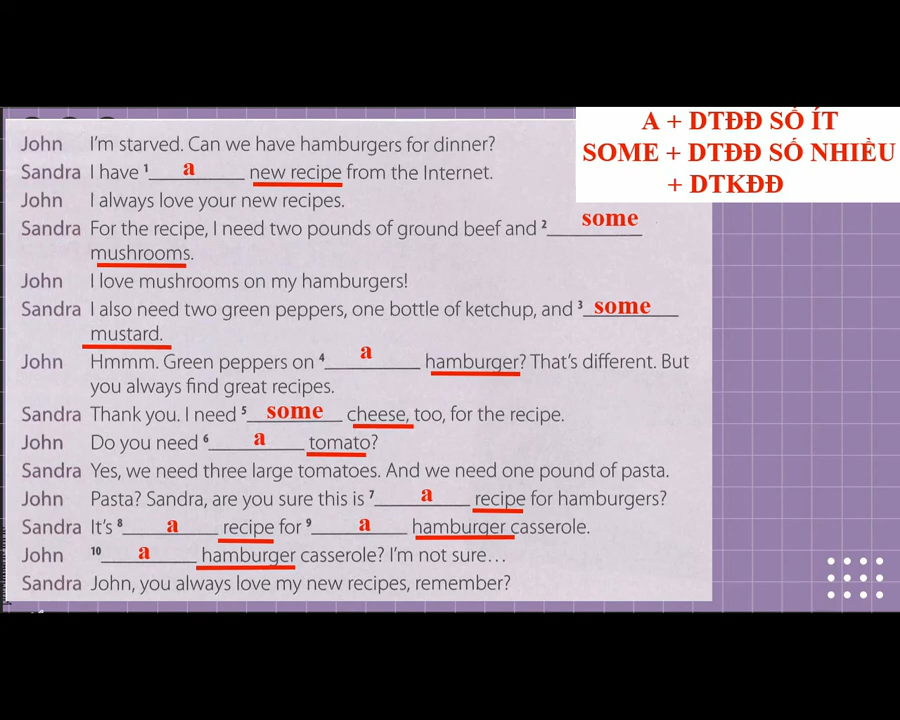 A + DTĐĐ SỐ ÍT
SOME + DTĐĐ SỐ NHIỀU
+ DTKĐĐ
John I'm starved. Can we have hamburgers for dinner?
Sandra I have 1 a new recipe from the Internet.
John I always love your new recipes.
Sandra For the recipe, I need two pounds of ground beef and 2 some
mushrooms.
John I love mushrooms on my hamburgers!
Sandra I also need two green peppers, one bottle of ketchup, and 3 some
mustard.
John Hmmm. Green peppers on 4 a hamburger? That's different. But
you always find great recipes.
Sandra Thank you. I need 5 some cheese, too, for the recipe.
John Do you need 6 a tomato?
Sandra Yes, we need three large tomatoes. And we need one pound of pasta.
John Pasta? Sandra, are you sure this is 7 a recipe for hamburgers?
Sandra It's 8 a recipe for 9 a hamburger casserole.
John 10 a hamburger casserole? I'm not sure…
Sandra John, you always love my new recipes, remember?